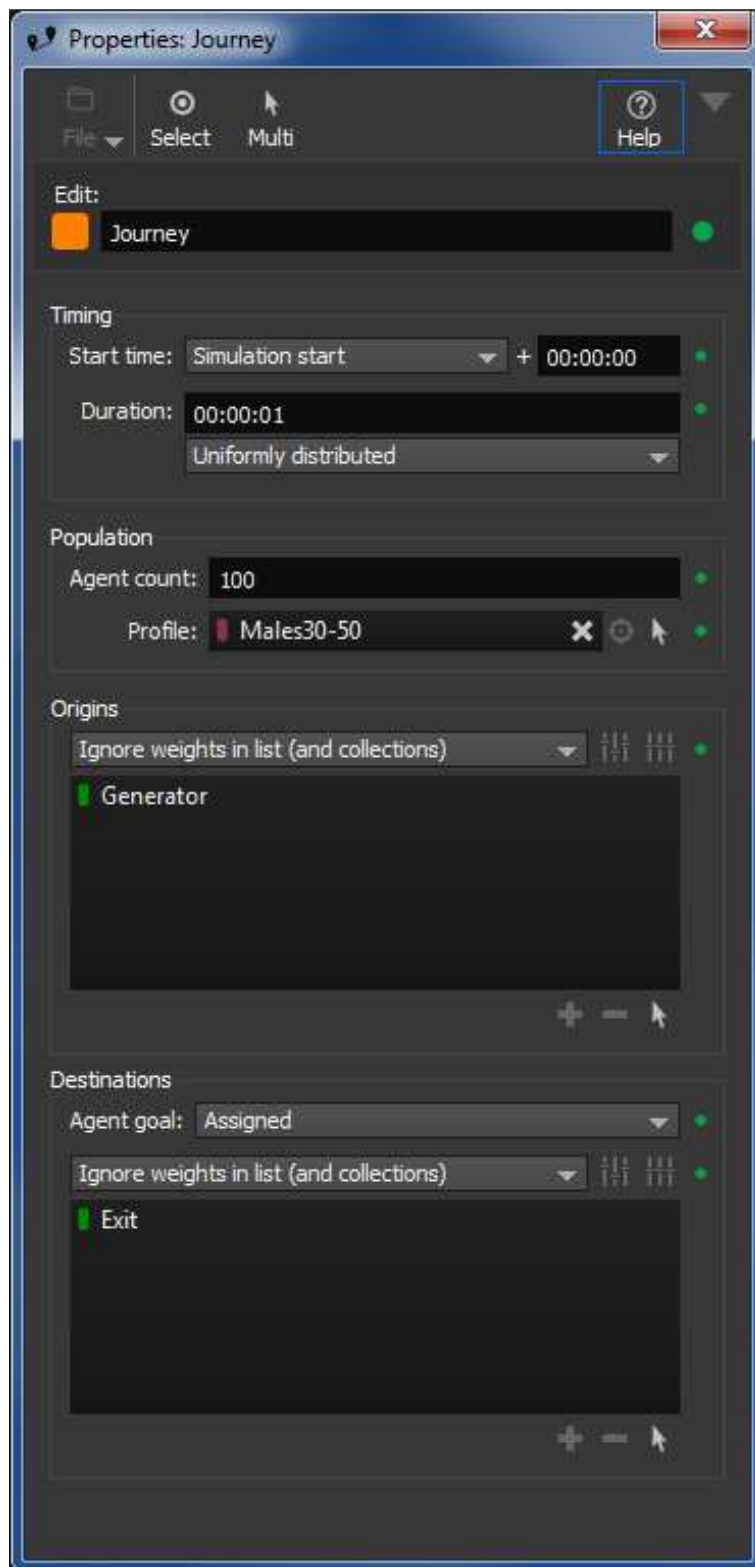 Properties: Journey
File Select Multi Help
Edit:
Journey
Timing
Start time: Simulation start + 00:00:00
Duration: 00:00:01
Uniformly distributed
Population
Agent count: 100
Profile: Males30-50
Origins
Ignore weights in list (and collections)
Generator
Destinations
Agent goal: Assigned
Ignore weights in list (and collections)
Exit